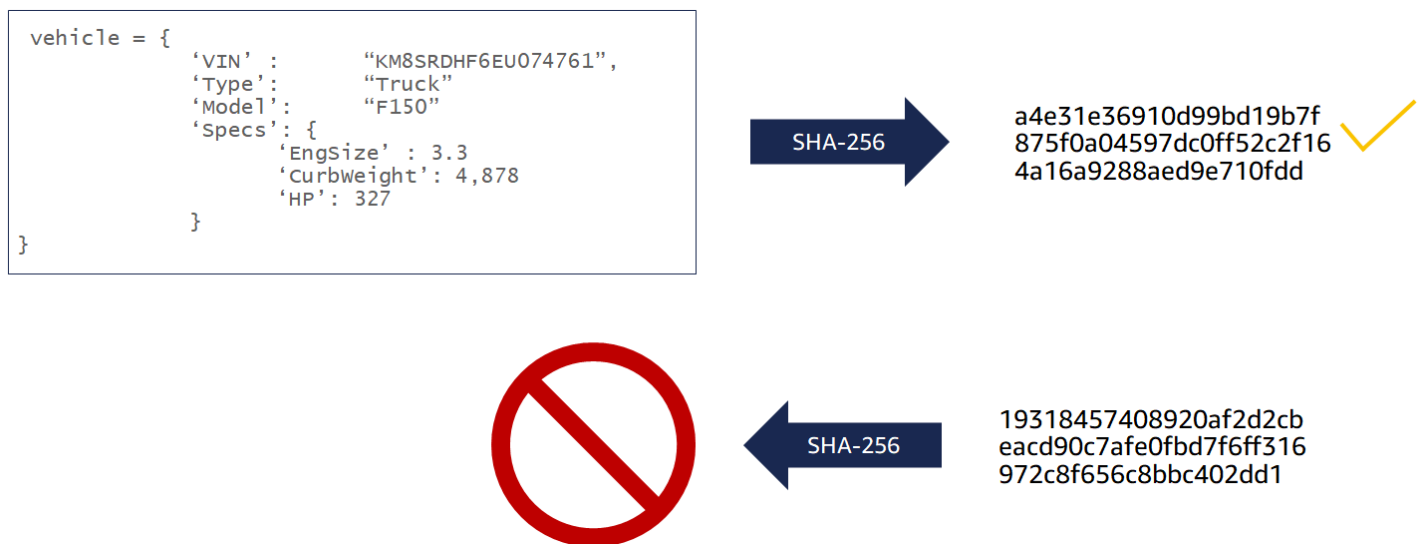 vehicle = {
‘VIN’ : “KM8SRDHF6EU074761”,
‘Type’: “Truck”
‘Model’: “F150”
‘Specs’: {
‘EngSize’ : 3.3
‘CurbWeight’: 4,878
‘HP’: 327
}
}
SHA-256
a4e31e36910d99bd19b7f
875f0a04597dc0ff52c2f16
4a16a9288aed9e710fdd
SHA-256
19318457408920af2d2cb
eacd90c7afe0fbd7f6ff316
972c8f656c8bbc402dd1